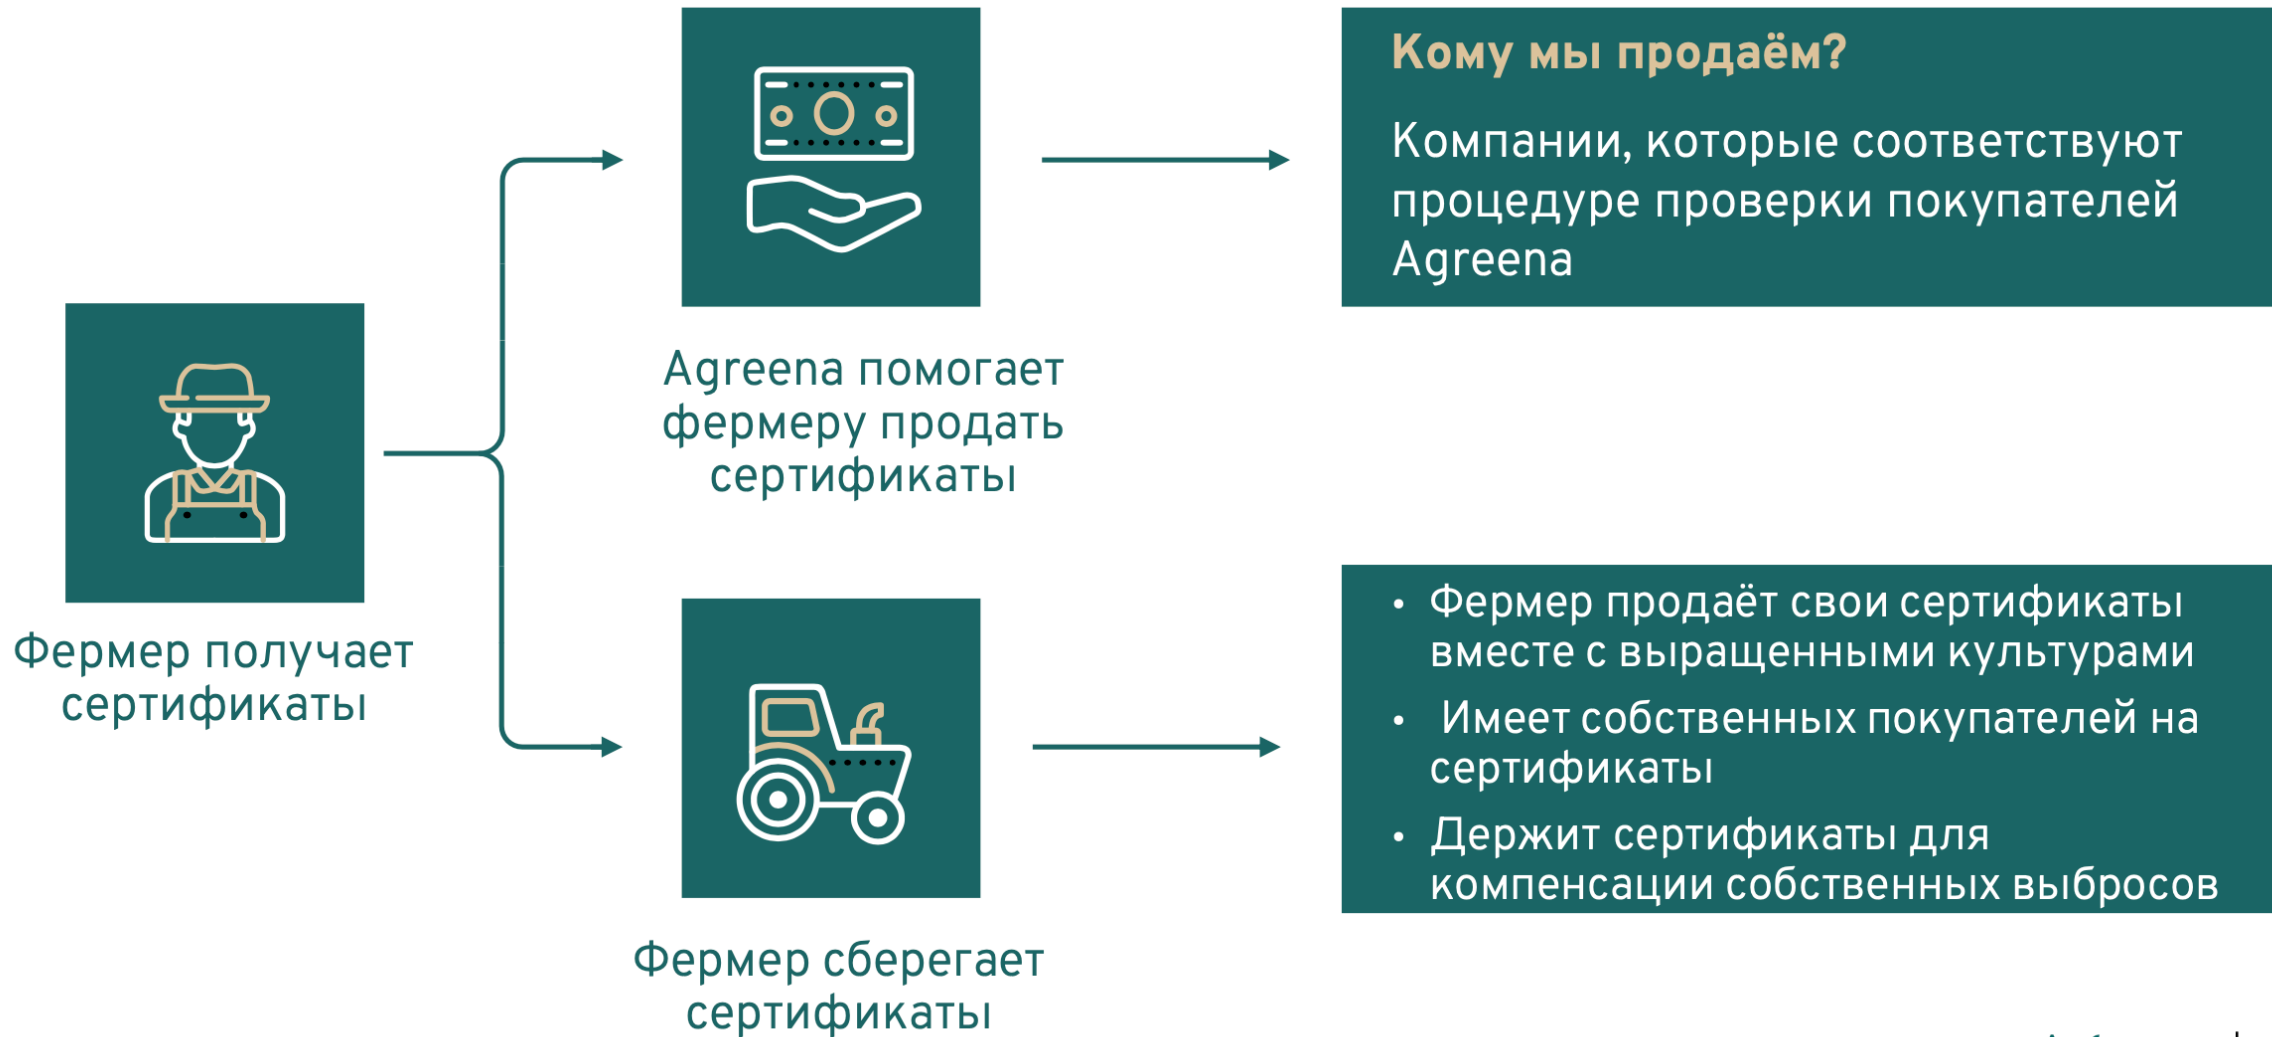 Кому мы продаём?
Компании, которые соответствуют
процедуре проверки покупателей
Agreena
Agreena помогает
фермеру продать
сертификаты
Фермер получает
сертификаты
• Фермер продаёт свои сертификаты
вместе с выращенными культурами
• Имеет собственных покупателей на
сертификаты
• Держит сертификаты для
компенсации собственных выбросов
Фермер сберегает
сертификаты